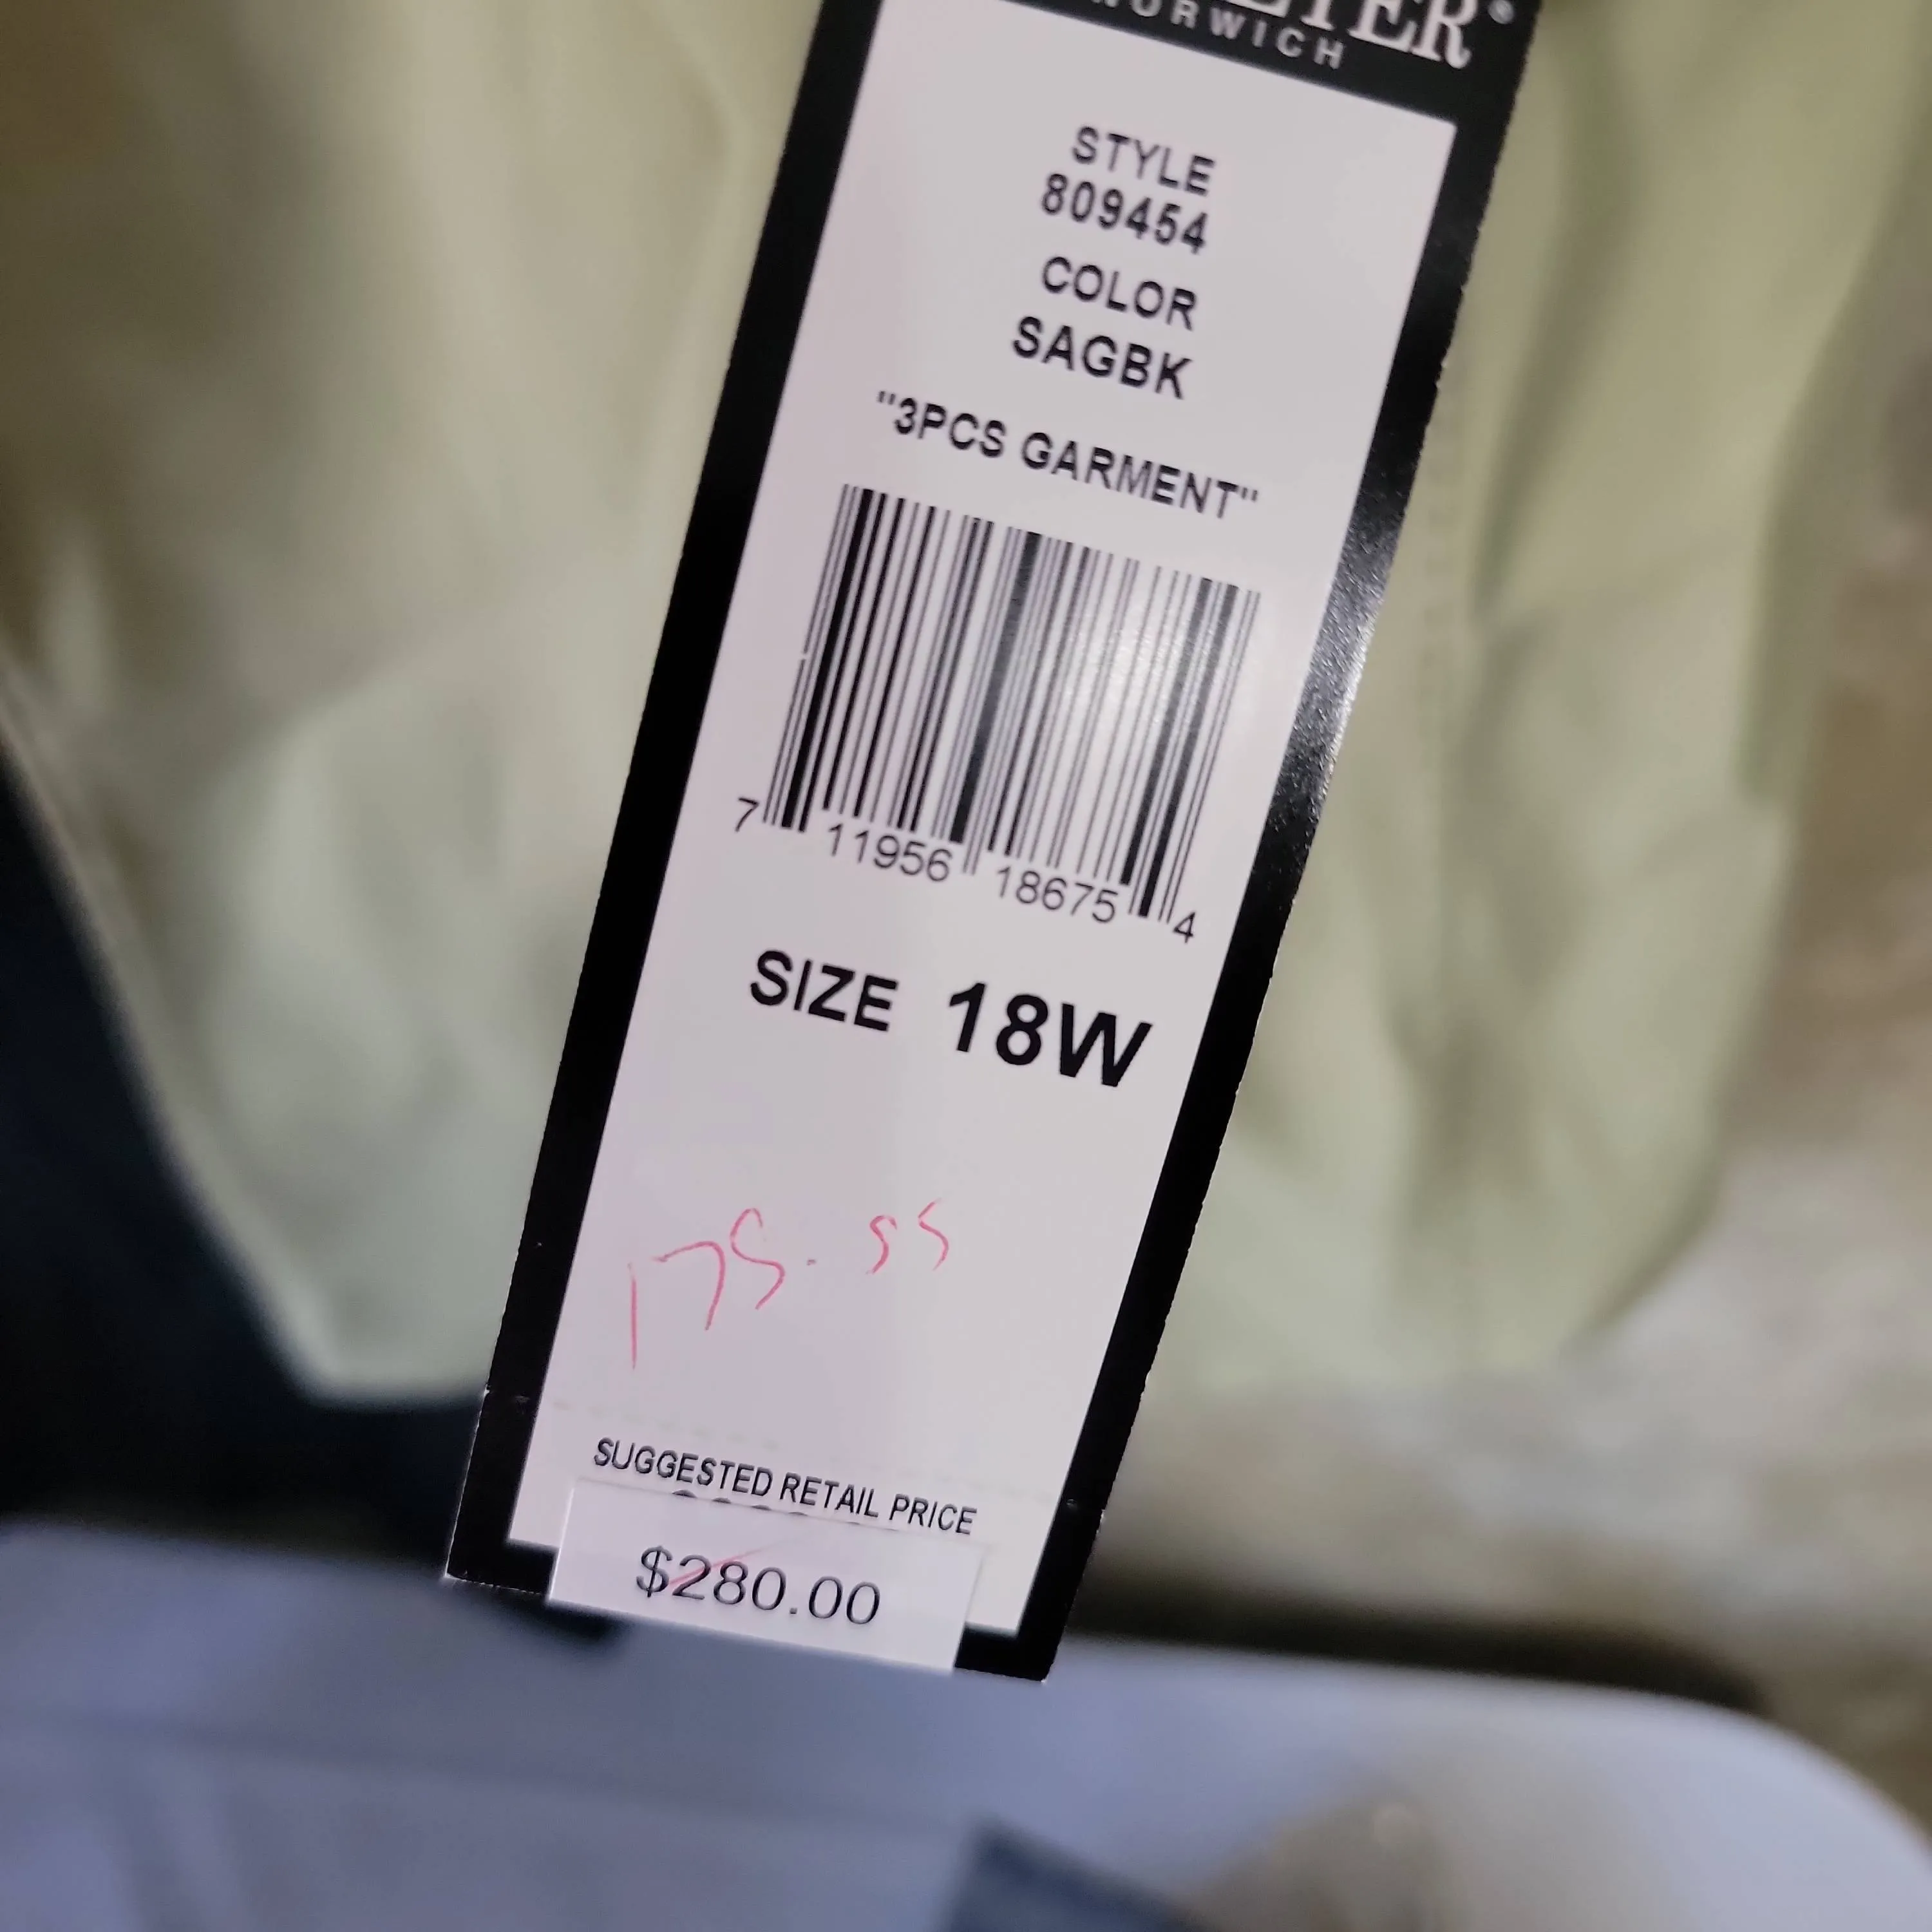 NORWICH
STYLE
809454
COLOR
SAGBK
"3PCS GARMENT"
7 11956 18675 4
SIZE 18W
175.55
SUGGESTED RETAIL PRICE
$280.00